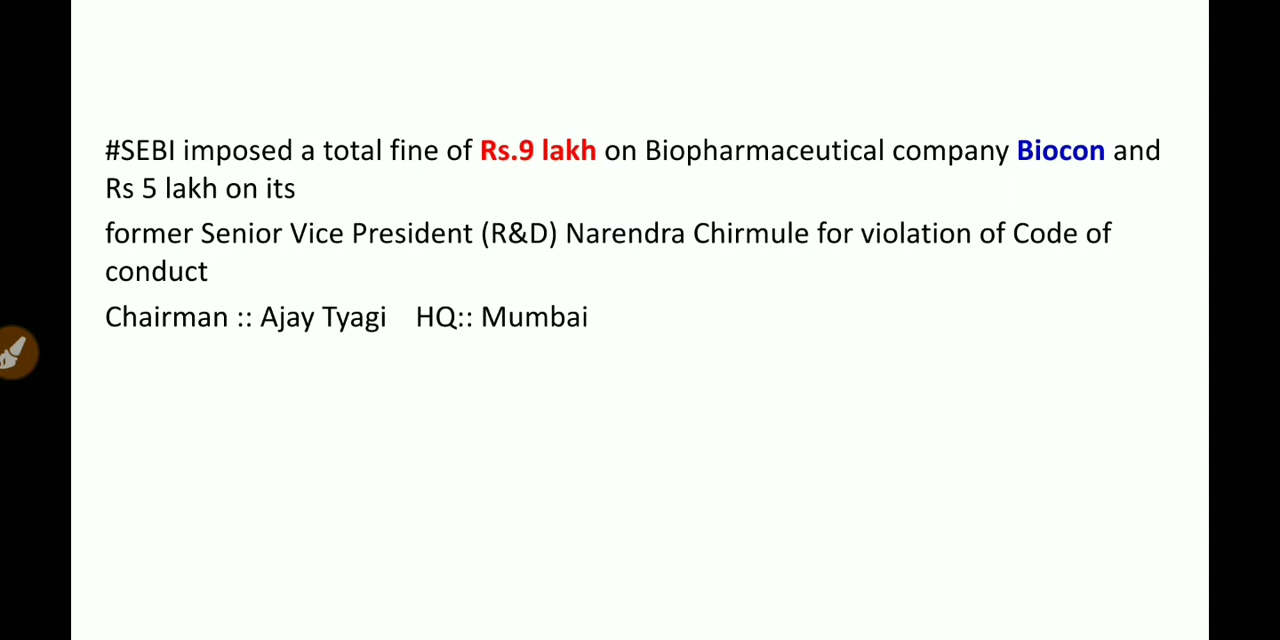 #SEBI imposed a total fine of Rs.9 lakh on Biopharmaceutical company Biocon and
Rs 5 lakh on its
former Senior Vice President (R&D) Narendra Chirmule for violation of Code of
conduct
Chairman :: Ajay Tyagi HQ:: Mumbai